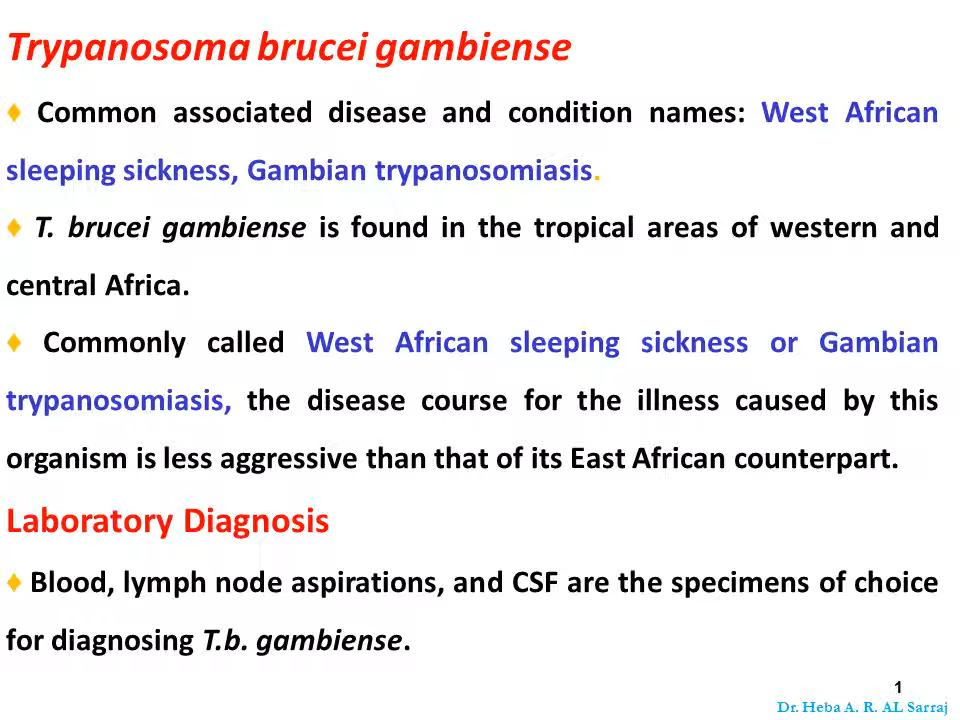 Trypanosoma brucei gambiense
♦ Common associated disease and condition names: West African
sleeping sickness, Gambian trypanosomiasis.
♦ T. brucei gambiense is found in the tropical areas of western and
central Africa.
♦ Commonly called West African sleeping sickness or Gambian
trypanosomiasis, the disease course for the illness caused by this
organism is less aggressive than that of its East African counterpart.
Laboratory Diagnosis
♦ Blood, lymph node aspirations, and CSF are the specimens of choice
for diagnosing T.b. gambiense.
1
Dr. Heba A. R. AL Sarraj